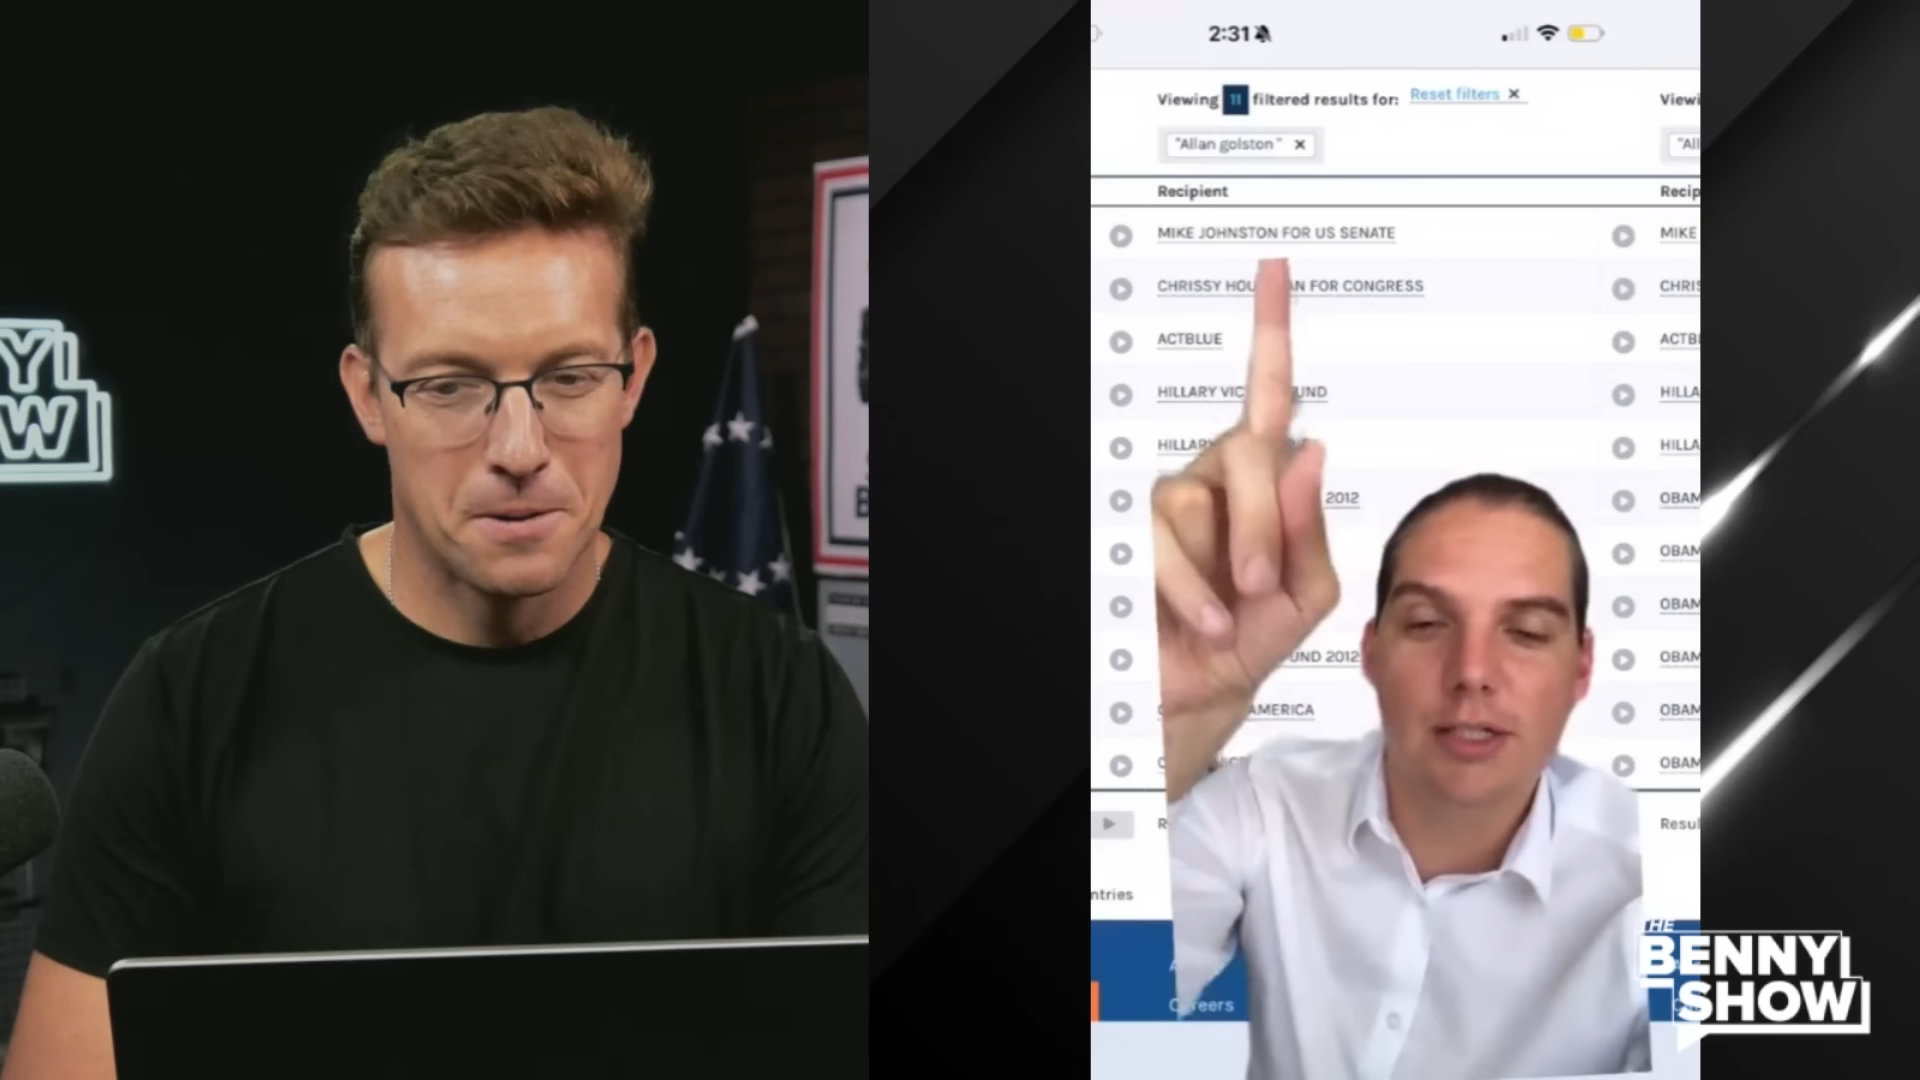 Y
W
2:31
Viewing 11 filtered results for: Reset filters ×
"Allan golston" ×
Recipient
MIKE JOHNSTON FOR US SENATE
CHRISSY HOU AN FOR CONGRESS
ACTBLUE
HILLARY VIC UND
HILLARY
2012
UND 2012
AMERICA
ntries
Careers
Viewi
"All
Recip
MIKE
CHRIS
ACTB
HILLA
HILLA
OBAM
OBAM
OBAM
OBAM
OBAM
OBAM
Resul
THE
BENNY
SHOW